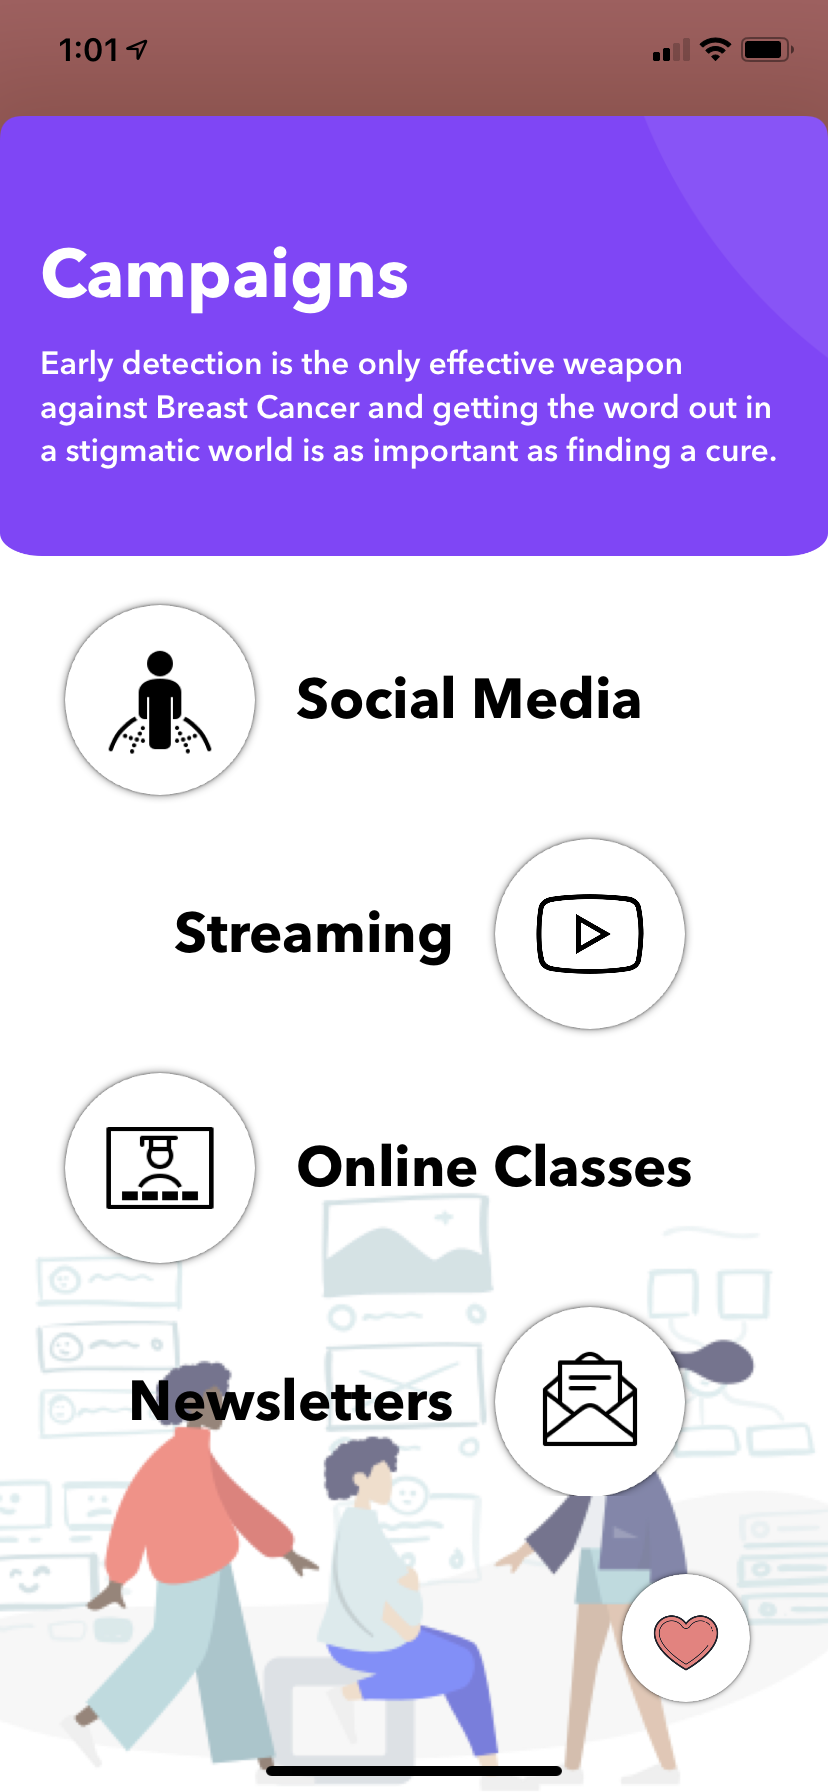 1:01
Campaigns
Early detection is the only effective weapon
against Breast Cancer and getting the word out in
a stigmatic world is as important as finding a cure.
Social Media
Streaming
Online Classes
Newsletters